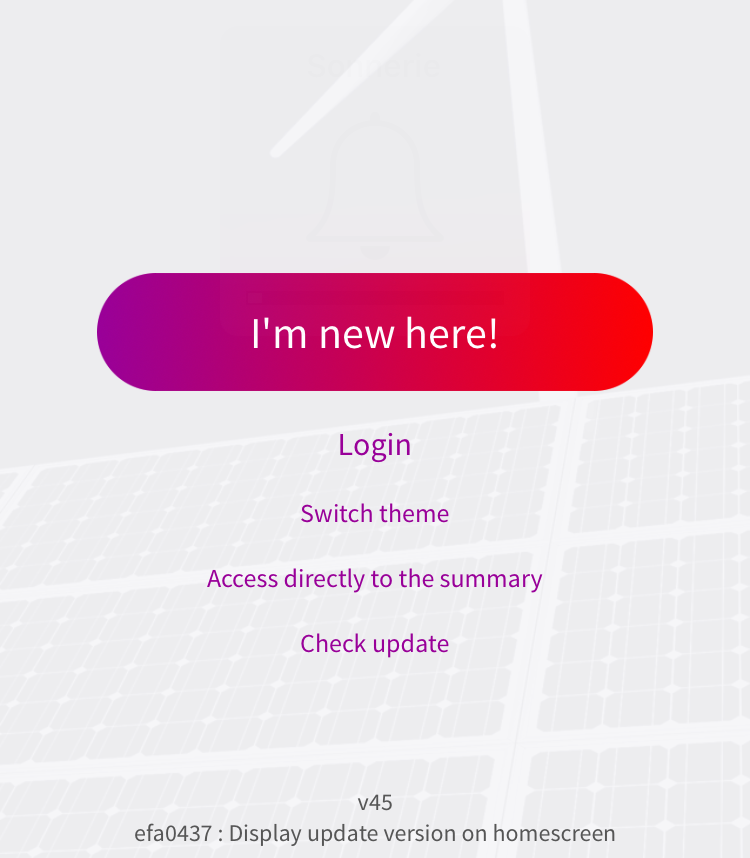 Sonnerie
I'm new here!
Login
Switch theme
Access directly to the summary
Check update
v45
efa0437 : Display update version on homescreen